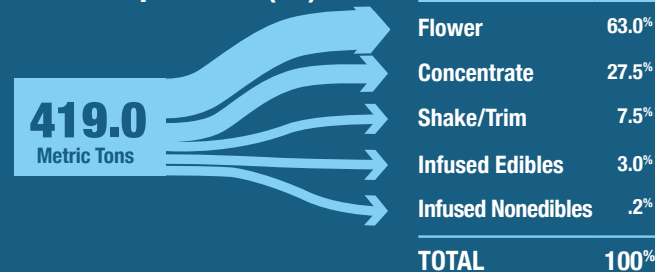 419.0
Metric Tons
Flower 63.0%
Concentrate 27.5%
Shake/Trim 7.5%
Infused Edibles 3.0%
Infused Nonedibles .2%
TOTAL 100%